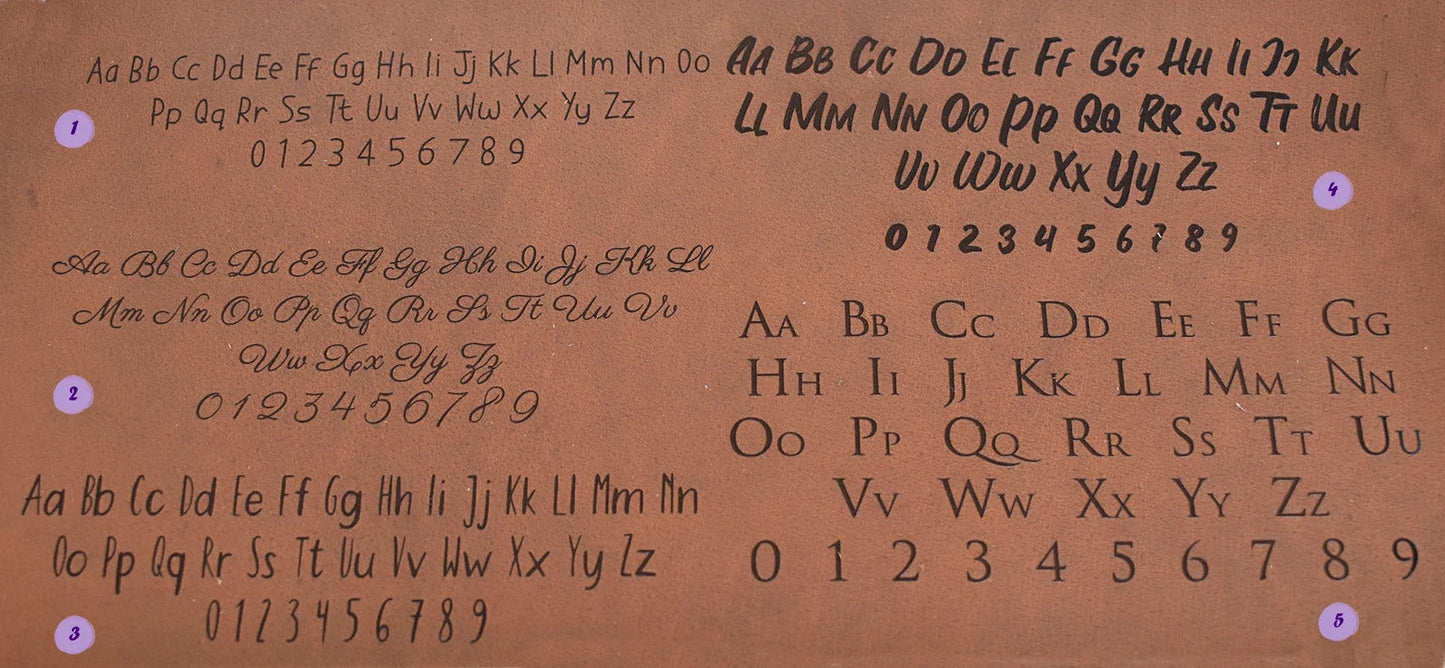 Aa Bb Cc Dd Ee Ff Gg Hh Ii Jj Kk Ll Mm Nn Oo
Pp Qq Rr Ss Tt Uu Vv Ww Xx Yy Zz
0 1 2 3 4 5 6 7 8 9
1
Aa Bb Cc Dd Ee Ff Gg Hh Ii Jj Kk Ll
Mm Nn Oo Pp Qq Rr Ss Tt Uu Vv
Ww Xx Yy Zz
0 1 2 3 4 5 6 7 8 9
2
Aa Bb Cc Dd Ee Ff Gg Hh Ii Jj Kk Ll Mm Nn
Oo Pp Qq Rr Ss Tt Uu Vv Ww Xx Yy Zz
0 1 2 3 4 5 6 7 8 9
3
Aa Bb Cc Dd Ee Ff Gg Hh Ii Jj Kk
Ll Mm Nn Oo Pp Qq Rr Ss Tt Uu
Vv Ww Xx Yy Zz
0 1 2 3 4 5 6 7 8 9
4
Aa Bb Cc Dd Ee Ff Gg
Hh Ii Jj Kk Ll Mm Nn
Oo Pp Qq Rr Ss Tt Uu
Vv Ww Xx Yy Zz
0 1 2 3 4 5 6 7 8 9
5